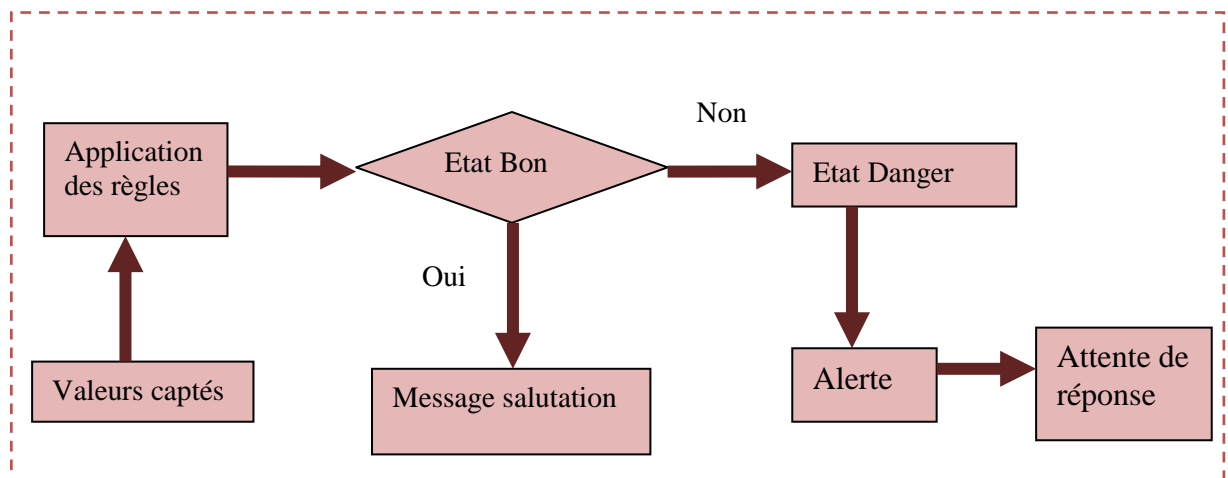 Non
Application
des règles
Etat Bon
Etat Danger
Oui
Valeurs captés
Message salutation
Alerte
Attente de
réponse